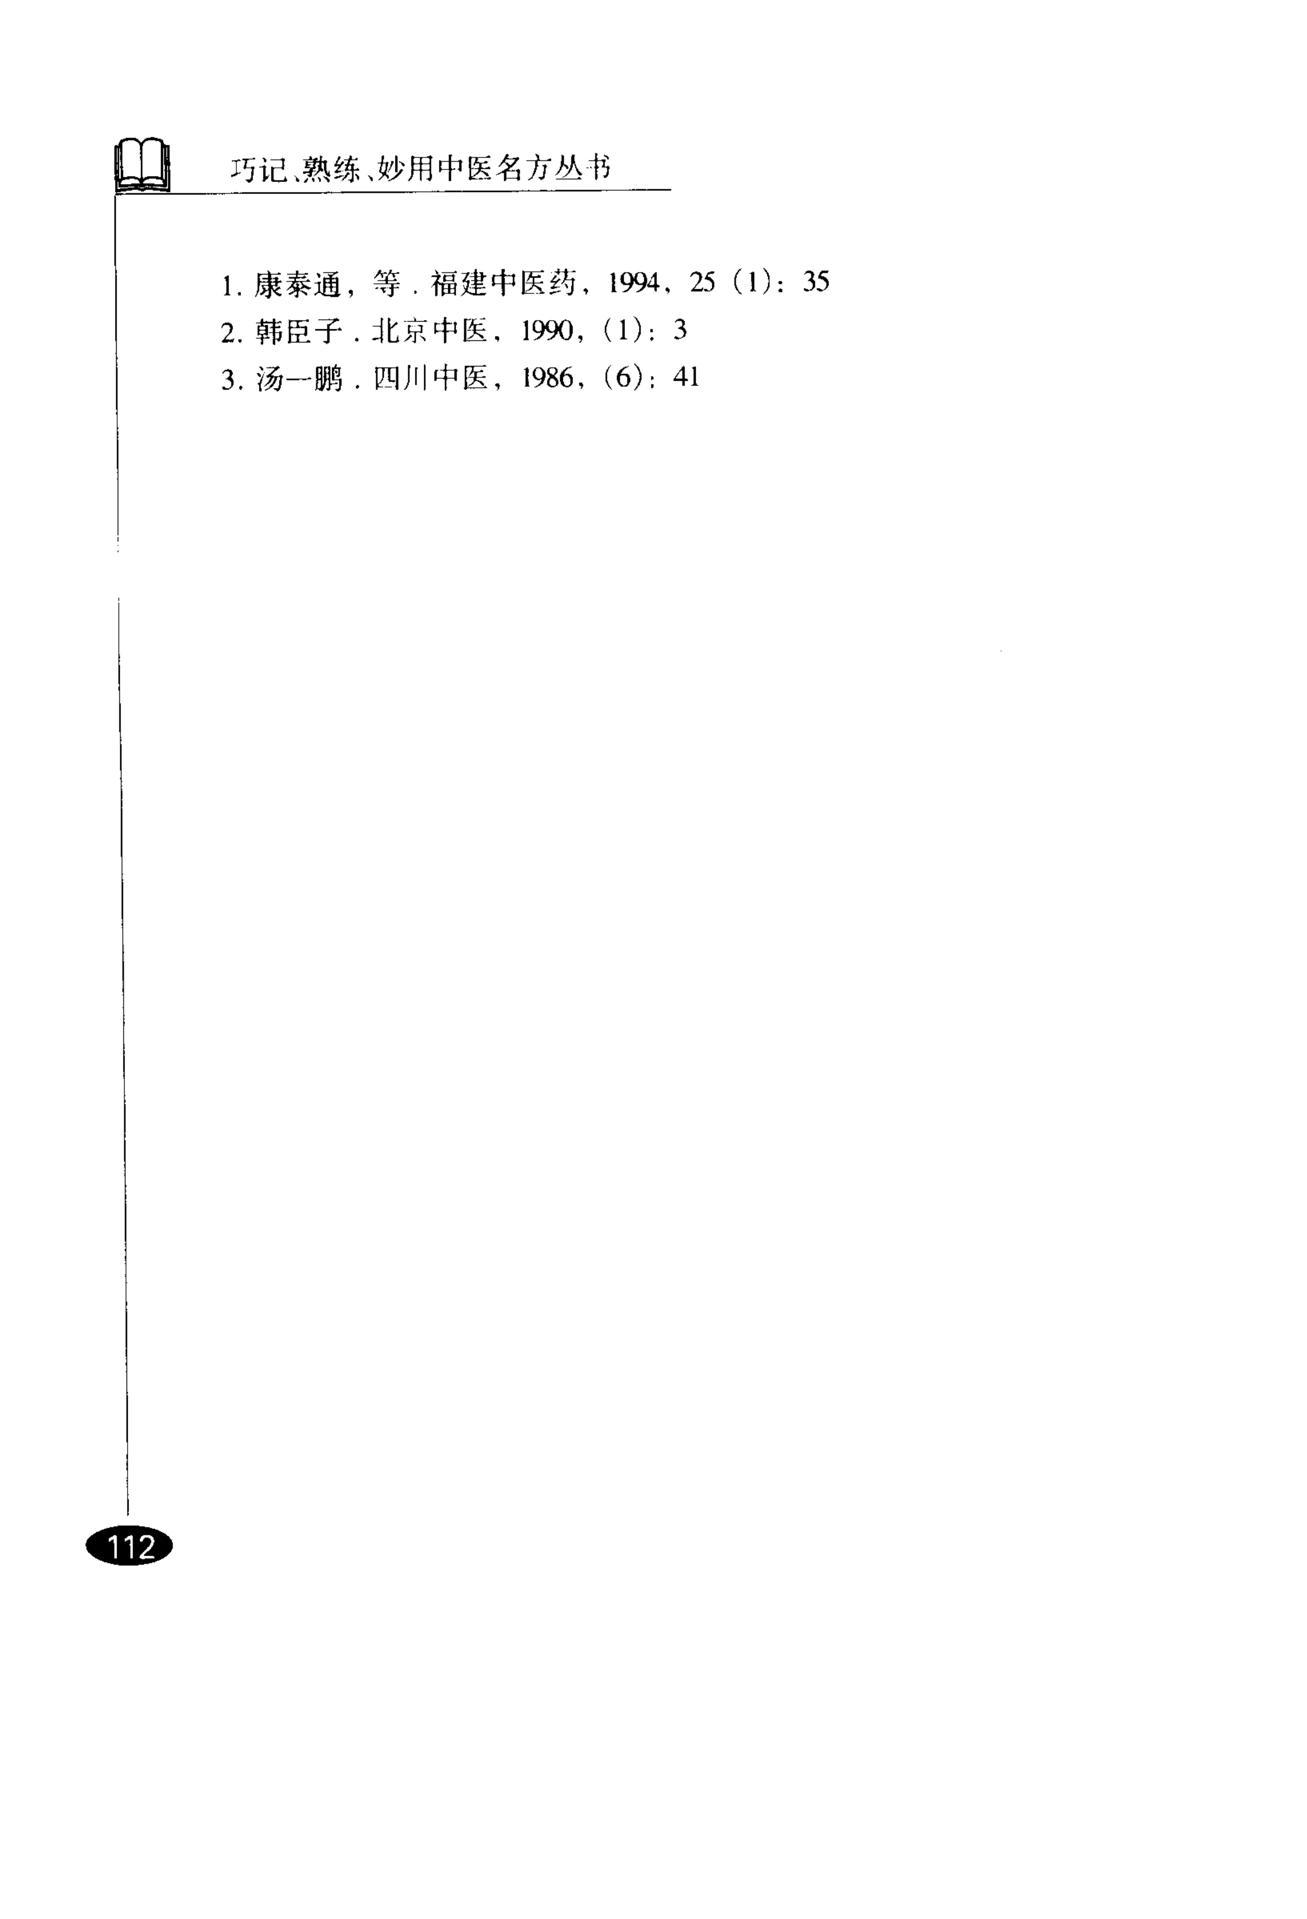 巧记、熟练、妙用中医名方丛书
1. 康泰通，等．福建中医药，1994，25（1）：35
2. 韩臣子．北京中医，1990，（1）：3
3. 汤一鹏．四川中医，1986，（6）：41
112